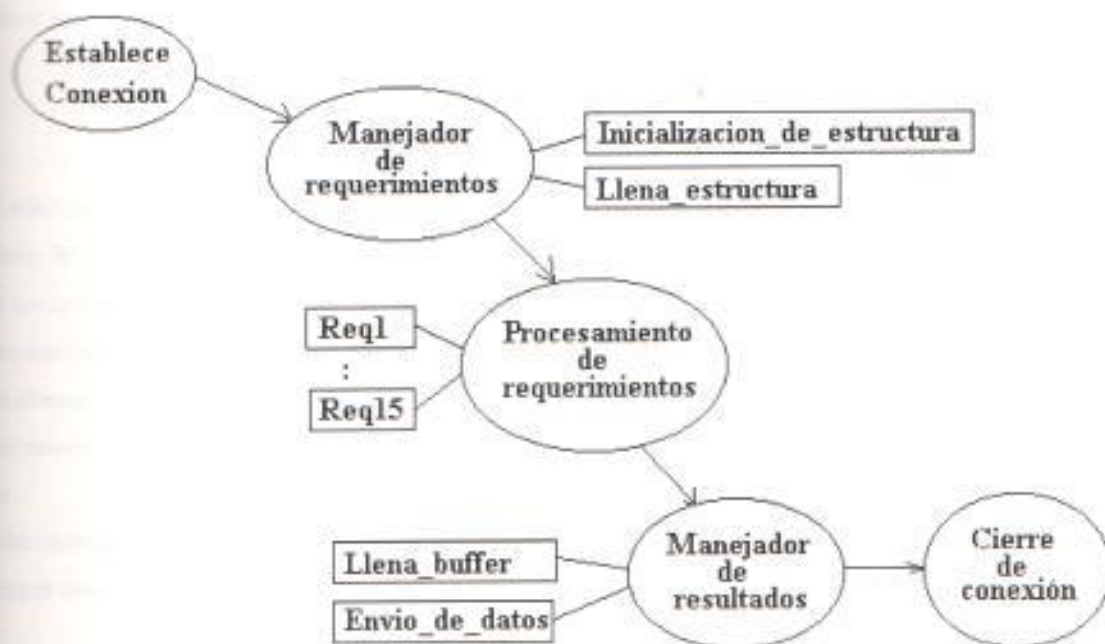 Establece
Conexion
Manejador
de
requerimientos
Inicializacion_de_estructura
Llena_estructura
Req1
:
Req15
Procesamiento
de
requerimientos
Llena_buffer
Envio_de_datos
Manejador
de
resultados
Cierre
de
conexión